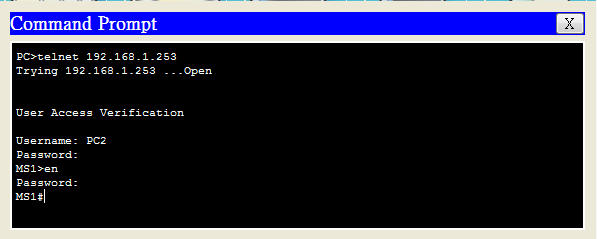 Command Prompt
X
PC>telnet 192.168.1.253
Trying 192.168.1.253 ...Open
User Access Verification
Username: PC2
Password:
MS1>en
Password:
MS1#